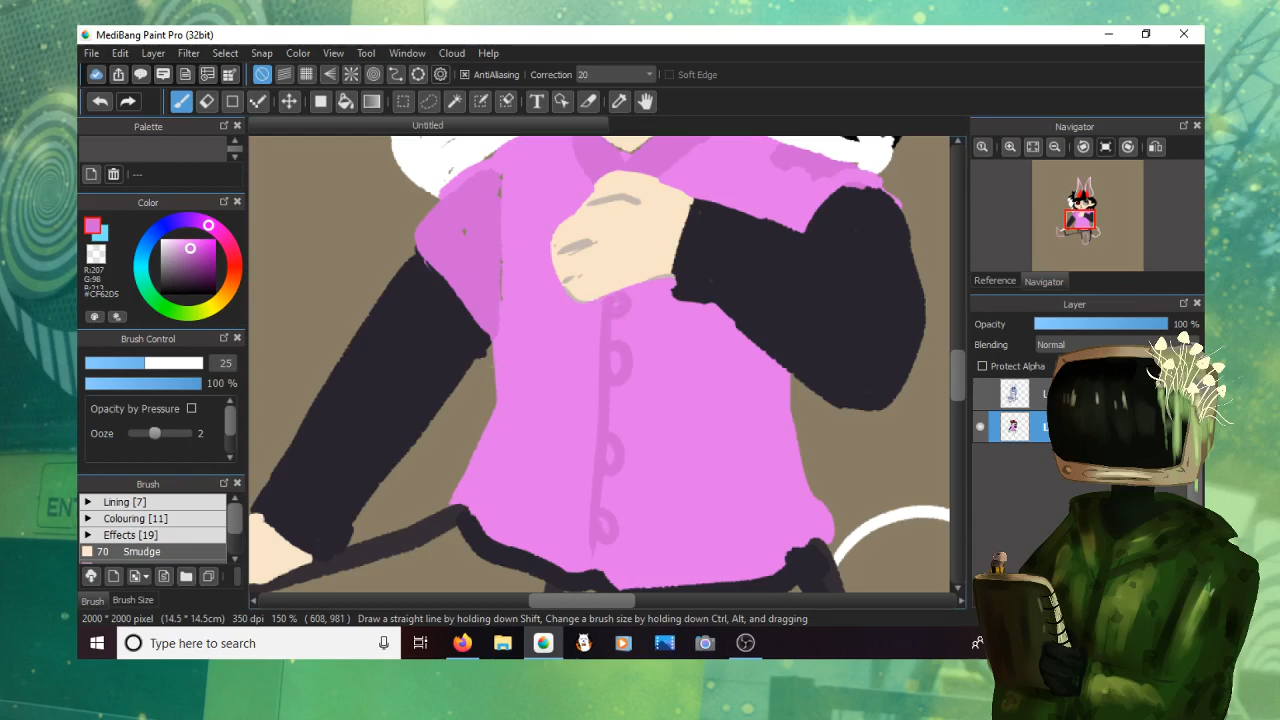 MediBang Paint Pro (32bit)
File Edit Layer Filter Select Snap Color View Tool Window Cloud Help
AntiAliasing Correction 20 Soft Edge
T
Palette
Untitled
Navigator
---
Color
R:207
G:98
B:213
#CF62D5
Reference Navigator
Layer
Opacity 100 %
Blending Normal
Protect Alpha
Brush Control
25
100 %
Opacity by Pressure
Ooze 2
Brush
Lining [7]
Colouring [11]
Effects [19]
70 Smudge
Brush Brush Size
2000 * 2000 pixel (14.5 * 14.5cm) 350 dpi 150 % ( 608, 981 ) Draw a straight line by holding down Shift, Change a brush size by holding down Ctrl, Alt, and dragging
Type here to search